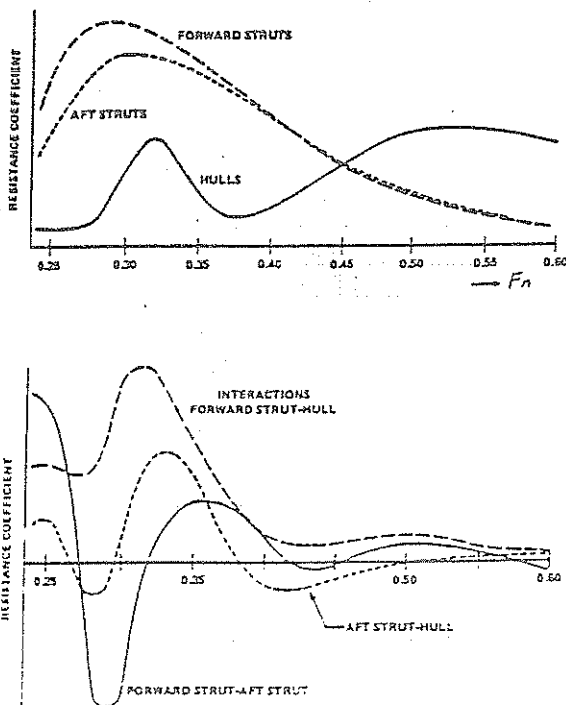 RESISTANCE COEFFICIENT
FORWARD STRUTS
AFT STRUTS
HULLS
0.25 0.30 0.35 0.40 0.45 0.50 0.55 0.60
Fn
RESISTANCE COEFFICIENT
INTERACTIONS
FORWARD STRUT-HULL
0.25 0.35 0.50 0.60
AFT STRUT-HULL
FORWARD STRUT-AFT STRUT